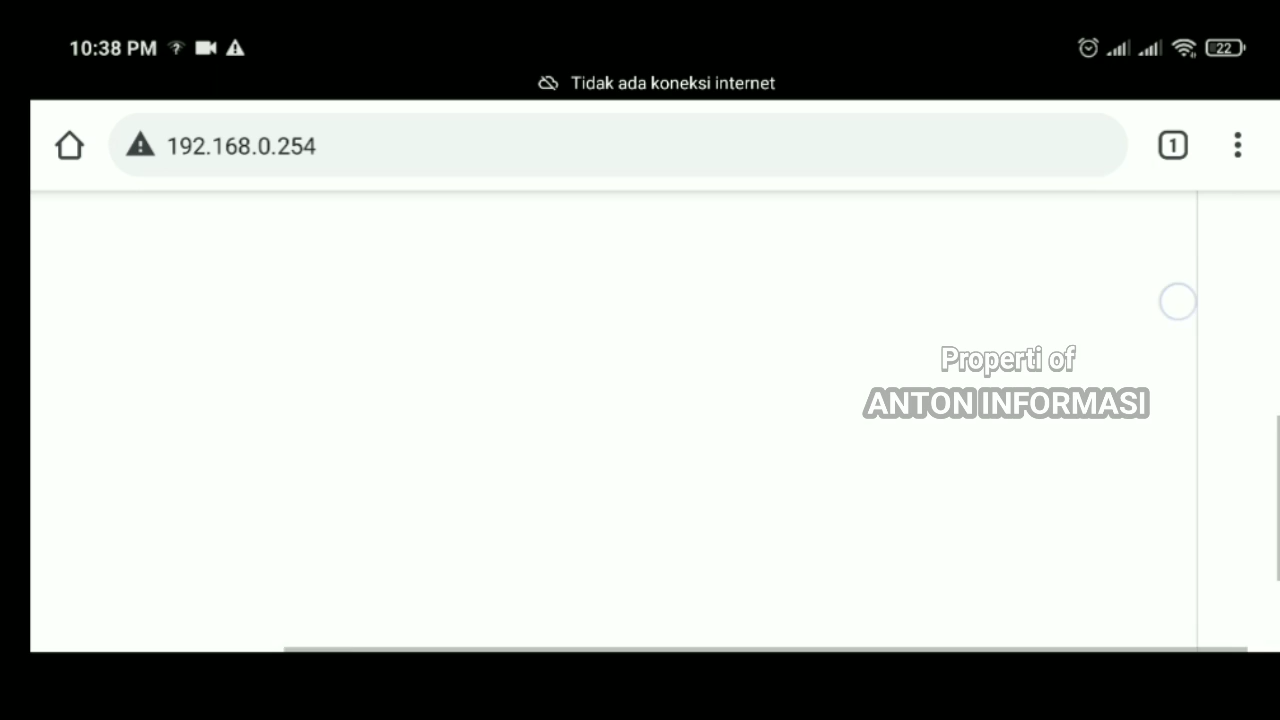 10:38 PM
22
Tidak ada koneksi internet
192.168.0.254
1
Properti of
ANTON INFORMASI